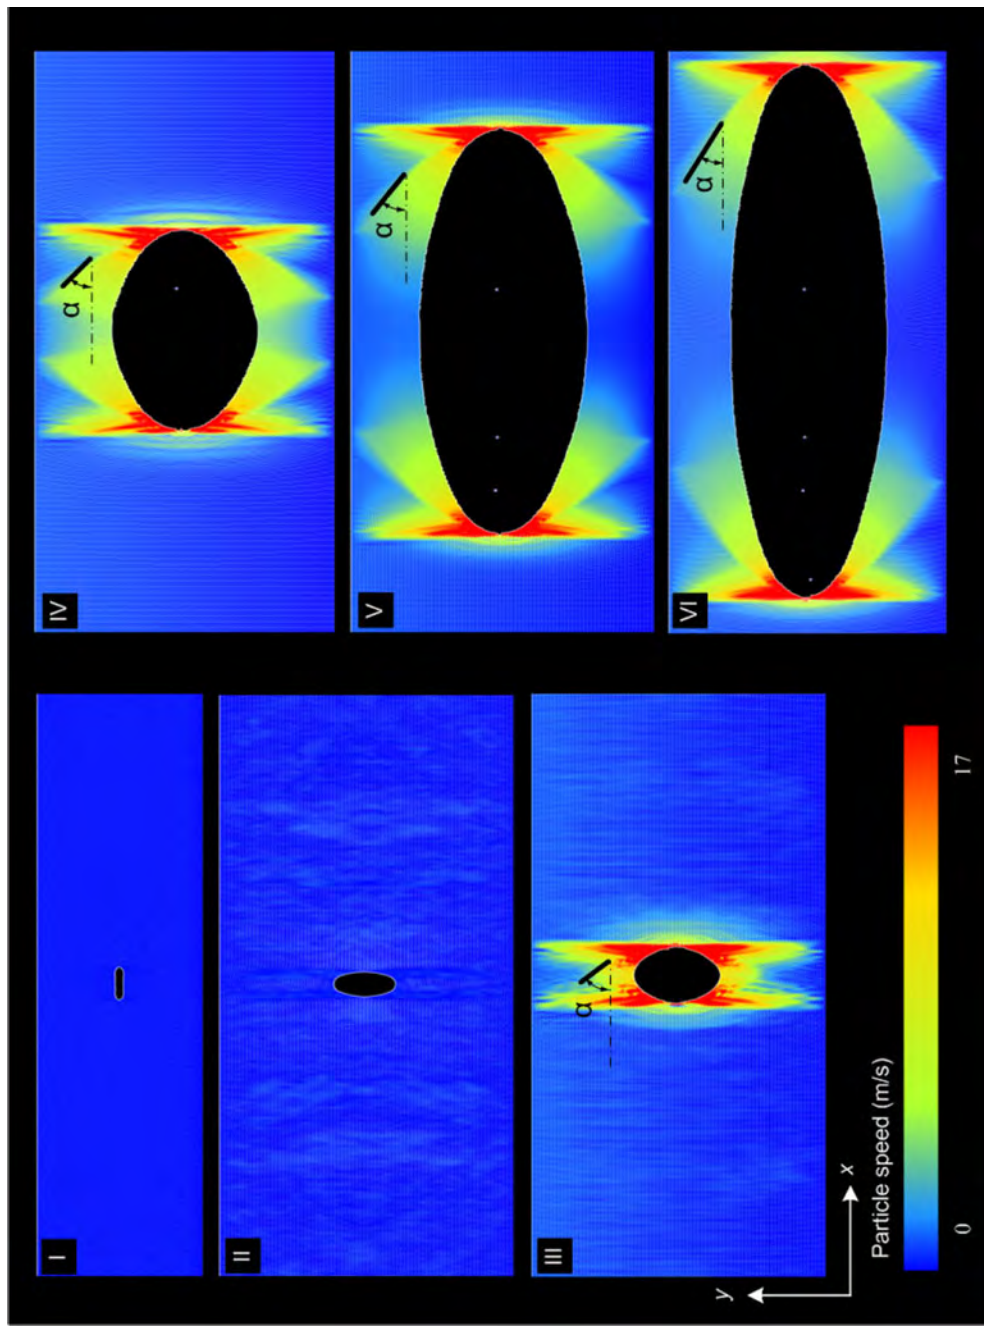 I
II
III
IV
α
V
α
VI
α
α
Particle speed (m/s)
0
17
y
x